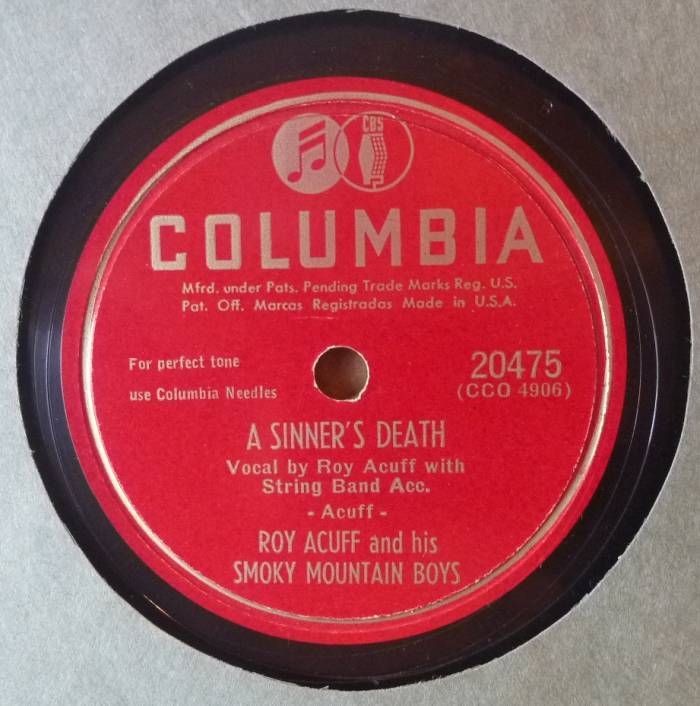 CBS
COLUMBIA
Mfrd. under Pats. Pending Trade Marks Reg. U.S.
Pat. Off. Marcas Registradas Made in U.S.A.
For perfect tone
use Columbia Needles
20475
(CCO 4906)
A SINNER'S DEATH
Vocal by Roy Acuff with
String Band Acc.
- Acuff -
ROY ACUFF and his
SMOKY MOUNTAIN BOYS